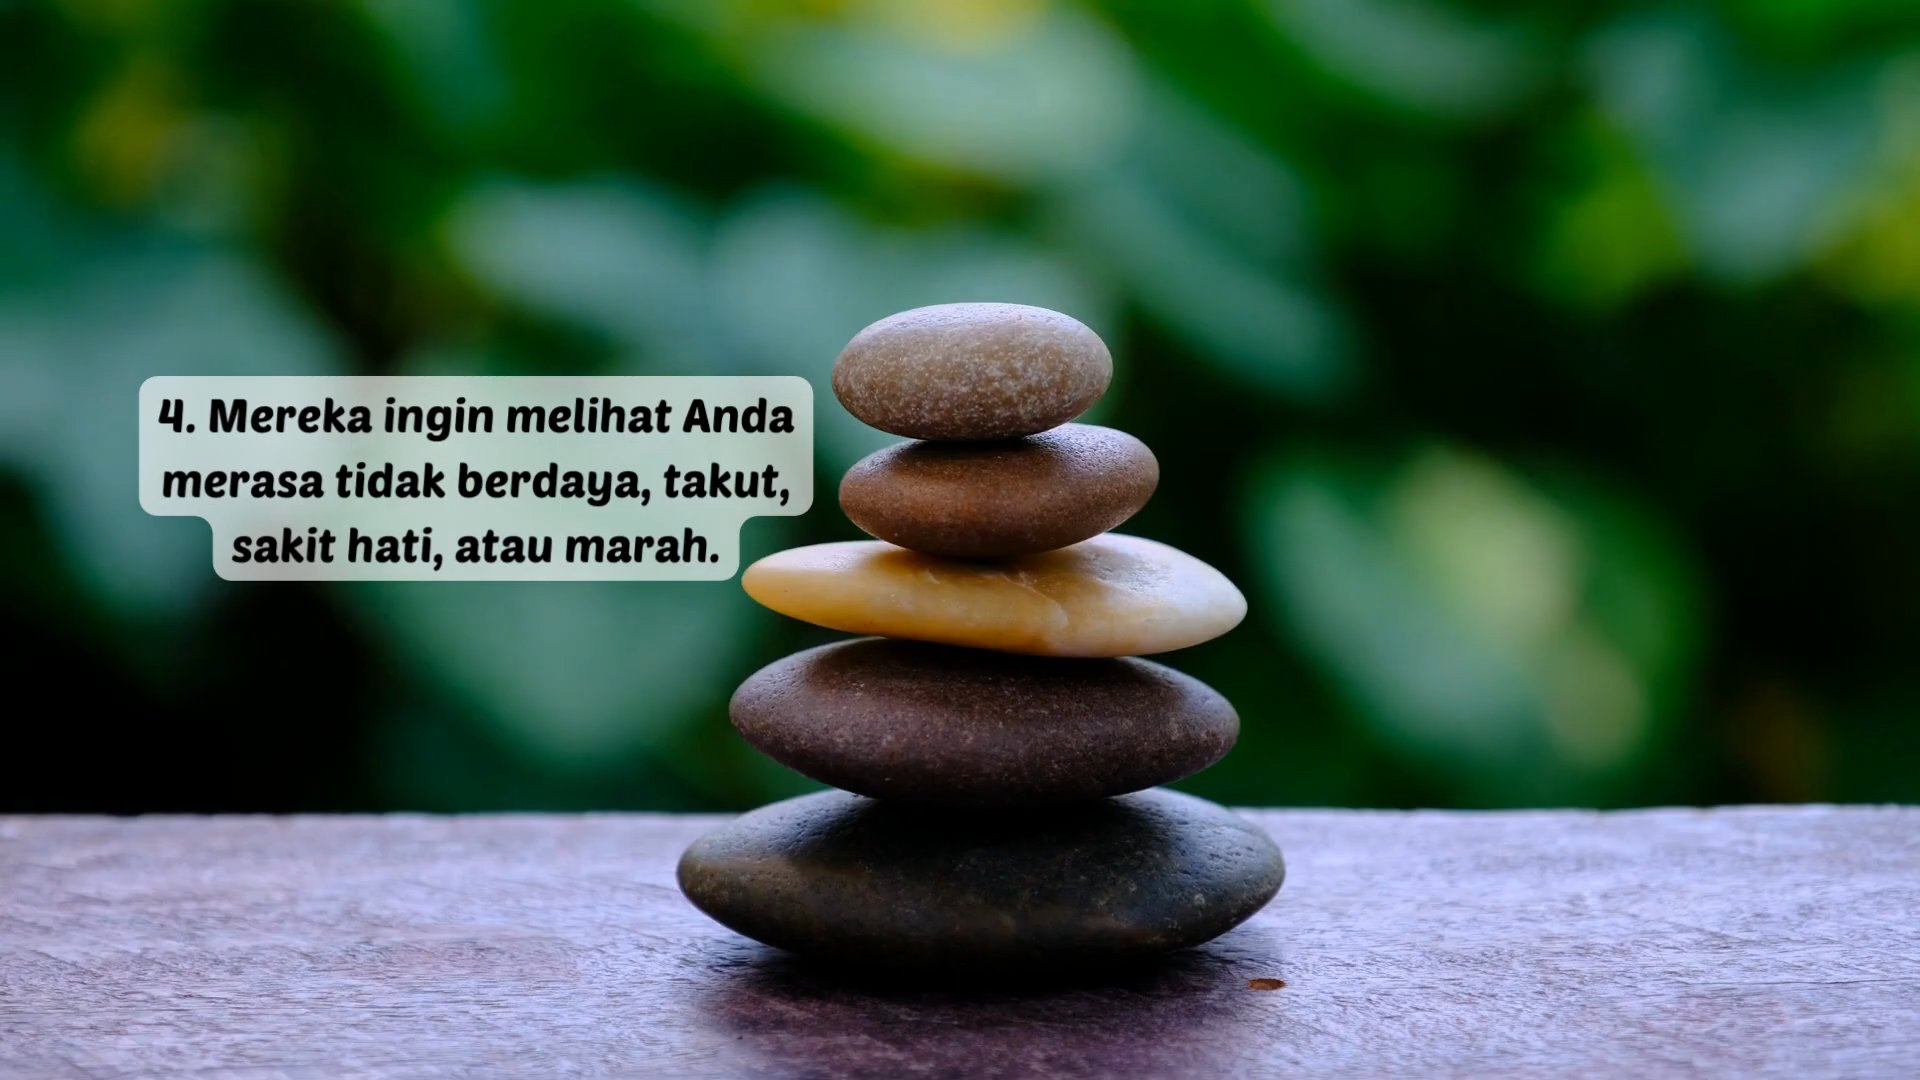 4. Mereka ingin melihat Anda
merasa tidak berdaya, takut,
sakit hati, atau marah.